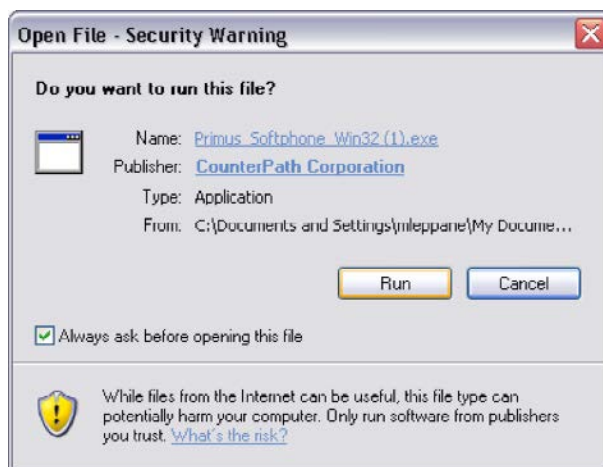 Open File - Security Warning
Do you want to run this file?
Name: Primus_Softphone_Win32 (1).exe
Publisher: CounterPath Corporation
Type: Application
From: C:\Documents and Settings\mleppane\My Docume...
Run Cancel
Always ask before opening this file
While files from the Internet can be useful, this file type can
potentially harm your computer. Only run software from publishers
you trust. What's the risk?